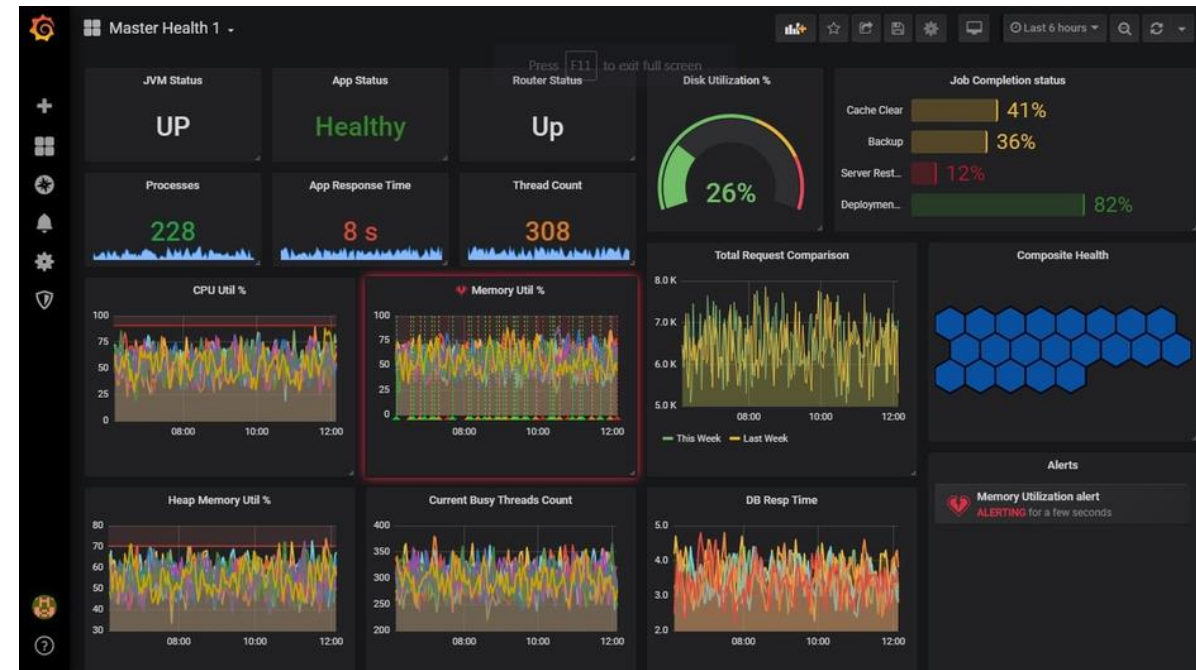 Master Health 1
Last 6 hours
Press F11 to exit full screen
JVM Status
UP
App Status
Healthy
Router Status
Up
Disk Utilization %
26%
Job Completion status
Cache Clear
41%
Backup
36%
Server Rest...
12%
Deploymen...
82%
Processes
228
App Response Time
8 s
Thread Count
308
CPU Util %
100
75
50
25
0
08:00 10:00 12:00
Memory Util %
100
75
50
25
0
08:00 10:00 12:00
Total Request Comparison
8.0 K
7.0 K
6.0 K
5.0 K
08:00 10:00 12:00
This Week Last Week
Composite Health
Alerts
Memory Utilization alert
ALERTING for a few seconds
Heap Memory Util %
80
70
60
50
40
30
08:00 10:00 12:00
Current Busy Threads Count
400
350
300
250
200
08:00 10:00 12:00
DB Resp Time
5.0
4.0
3.0
2.0
08:00 10:00 12:00